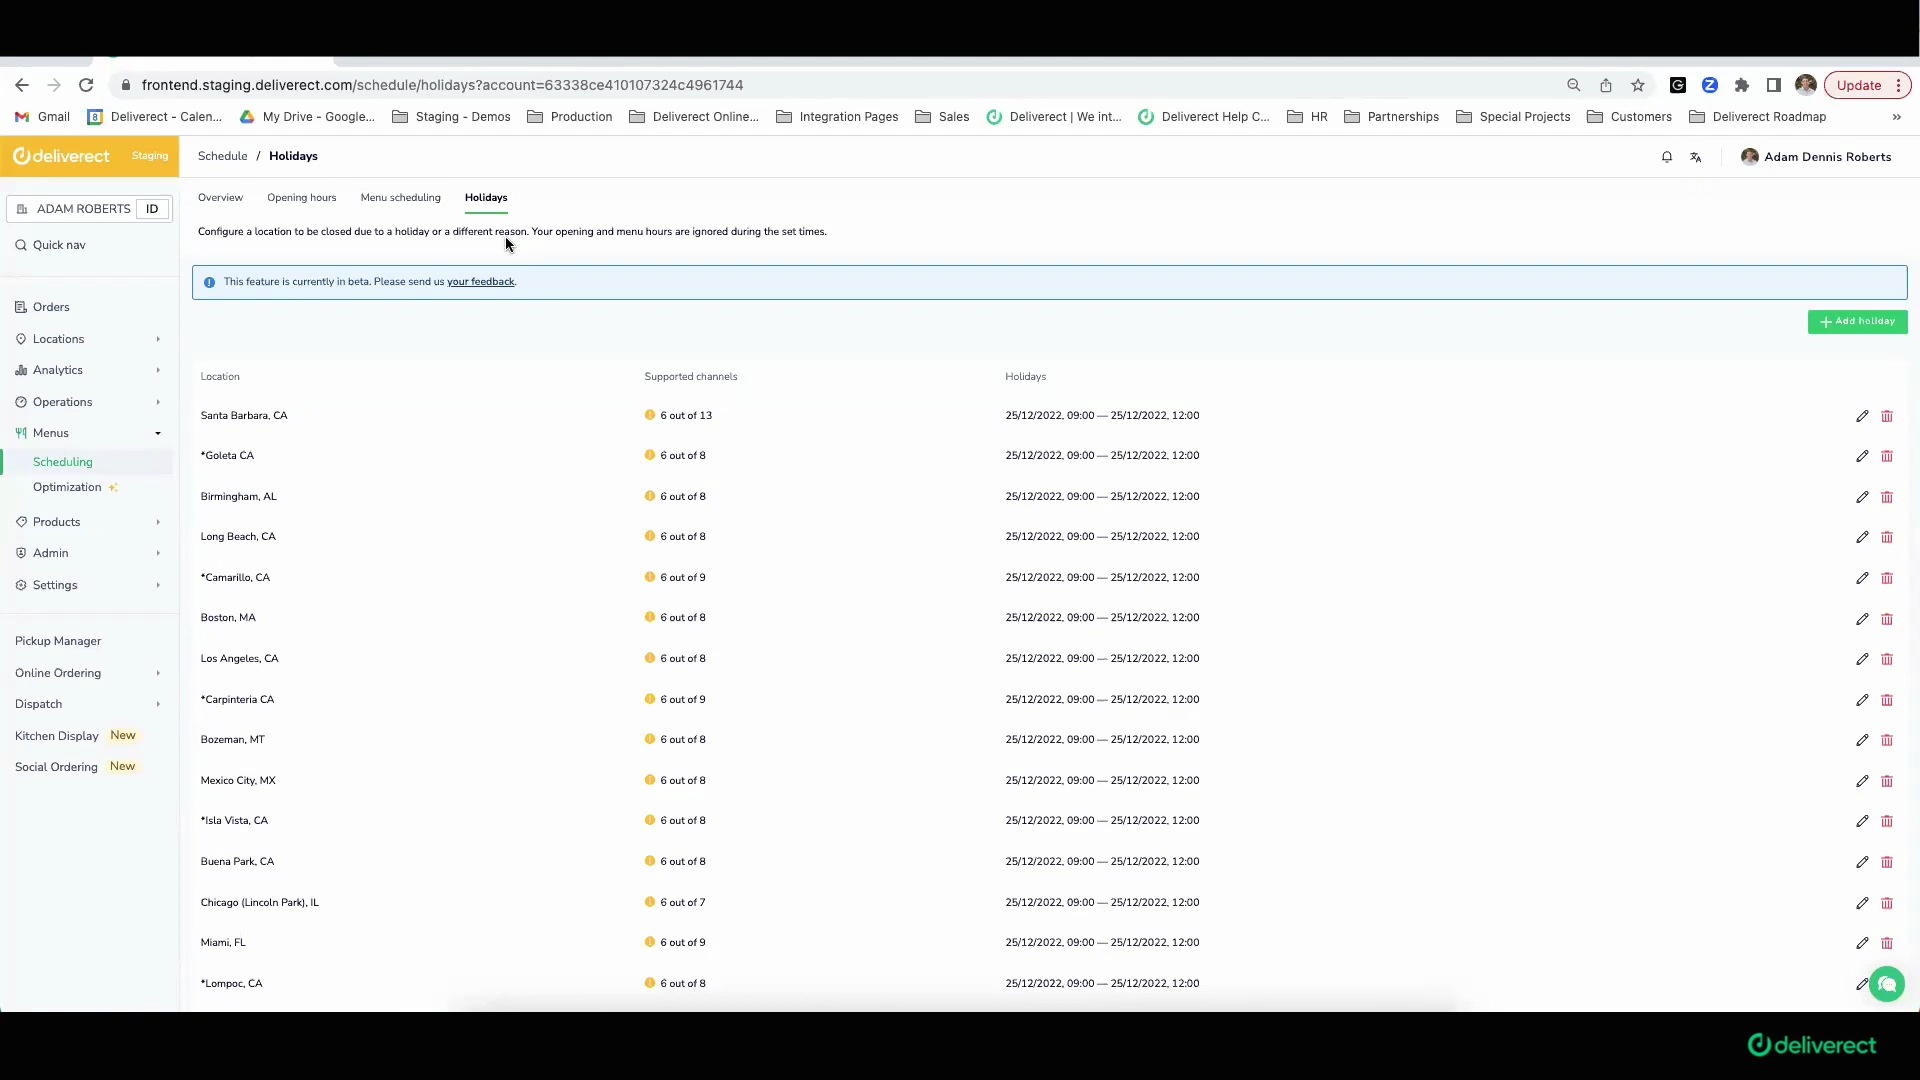 frontend.staging.deliverect.com/schedule/holidays?account=63338ce410107324c4961744
Update
Gmail
Deliverect - Calen...
My Drive - Google...
Staging - Demos
Production
Deliverect Online...
Integration Pages
Sales
Deliverect | We int...
Deliverect Help C...
HR
Partnerships
Special Projects
Customers
Deliverect Roadmap
»
deliverect Staging
Schedule / Holidays
Adam Dennis Roberts
ADAM ROBERTS ID
Quick nav
Orders
Locations
Analytics
Operations
Menus
Scheduling
Optimization
Products
Admin
Settings
Pickup Manager
Online Ordering
Dispatch
Kitchen Display New
Social Ordering New
Overview Opening hours Menu scheduling Holidays
Configure a location to be closed due to a holiday or a different reason. Your opening and menu hours are ignored during the set times.
This feature is currently in beta. Please send us your feedback.
+ Add holiday
Location Supported channels Holidays
Santa Barbara, CA 6 out of 13 25/12/2022, 09:00 — 25/12/2022, 12:00
*Goleta CA 6 out of 8 25/12/2022, 09:00 — 25/12/2022, 12:00
Birmingham, AL 6 out of 8 25/12/2022, 09:00 — 25/12/2022, 12:00
Long Beach, CA 6 out of 8 25/12/2022, 09:00 — 25/12/2022, 12:00
*Camarillo, CA 6 out of 9 25/12/2022, 09:00 — 25/12/2022, 12:00
Boston, MA 6 out of 8 25/12/2022, 09:00 — 25/12/2022, 12:00
Los Angeles, CA 6 out of 8 25/12/2022, 09:00 — 25/12/2022, 12:00
*Carpinteria CA 6 out of 9 25/12/2022, 09:00 — 25/12/2022, 12:00
Bozeman, MT 6 out of 8 25/12/2022, 09:00 — 25/12/2022, 12:00
Mexico City, MX 6 out of 8 25/12/2022, 09:00 — 25/12/2022, 12:00
*Isla Vista, CA 6 out of 8 25/12/2022, 09:00 — 25/12/2022, 12:00
Buena Park, CA 6 out of 8 25/12/2022, 09:00 — 25/12/2022, 12:00
Chicago (Lincoln Park), IL 6 out of 7 25/12/2022, 09:00 — 25/12/2022, 12:00
Miami, FL 6 out of 9 25/12/2022, 09:00 — 25/12/2022, 12:00
*Lompoc, CA 6 out of 8 25/12/2022, 09:00 — 25/12/2022, 12:00
deliverect